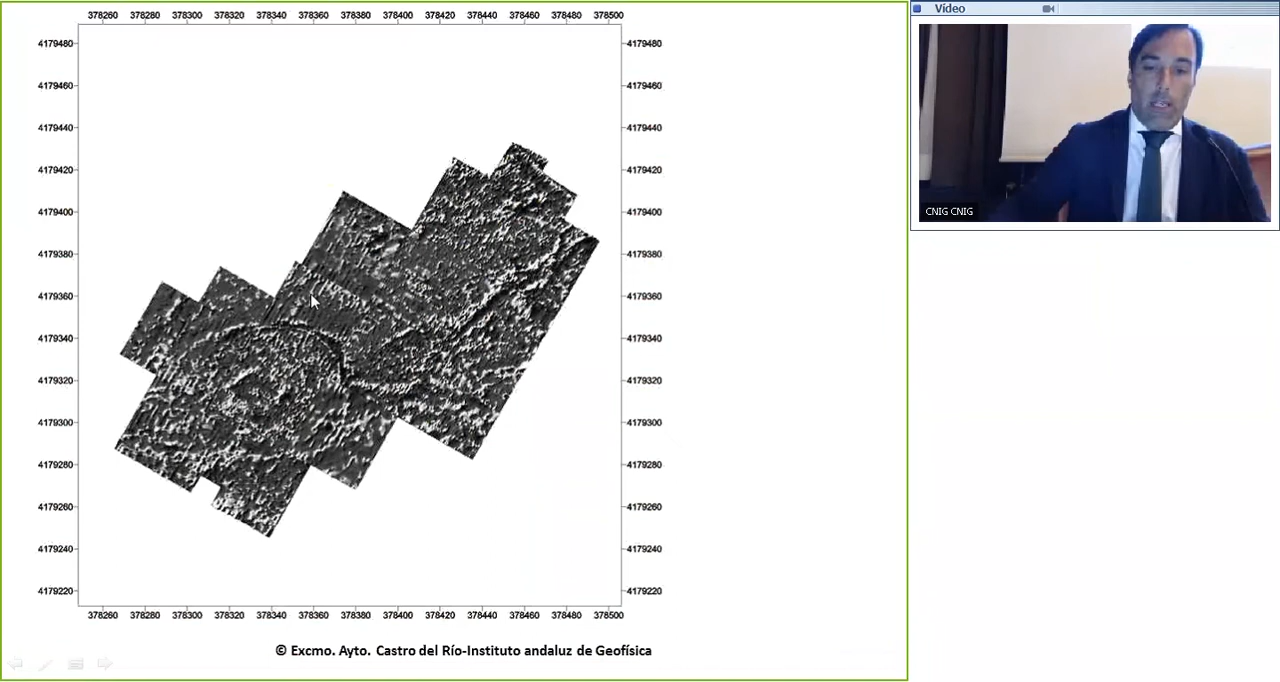 378260 378280 378300 378320 378340 378360 378380 378400 378420 378440 378460 378480 378500
4179480 4179480
4179460 4179460
4179440 4179440
4179420 4179420
4179400 4179400
4179380 4179380
4179360 4179360
4179340 4179340
4179320 4179320
4179300 4179300
4179280 4179280
4179260 4179260
4179240 4179240
4179220 4179220
378260 378280 378300 378320 378340 378360 378380 378400 378420 378440 378460 378480 378500
© Excmo. Ayto. Castro del Río-Instituto andaluz de Geofísica
Vídeo
CNIG CNIG